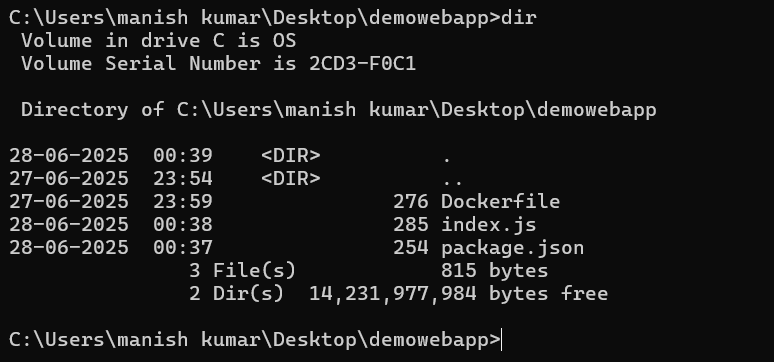 C:\Users\manish kumar\Desktop\demowebapp>dir
 Volume in drive C is OS
 Volume Serial Number is 2CD3-F0C1

 Directory of C:\Users\manish kumar\Desktop\demowebapp

28-06-2025  00:39    <DIR>          .
27-06-2025  23:54    <DIR>          ..
27-06-2025  23:59               276 Dockerfile
28-06-2025  00:38               285 index.js
28-06-2025  00:37               254 package.json
               3 File(s)            815 bytes
               2 Dir(s)  14,231,977,984 bytes free

C:\Users\manish kumar\Desktop\demowebapp>